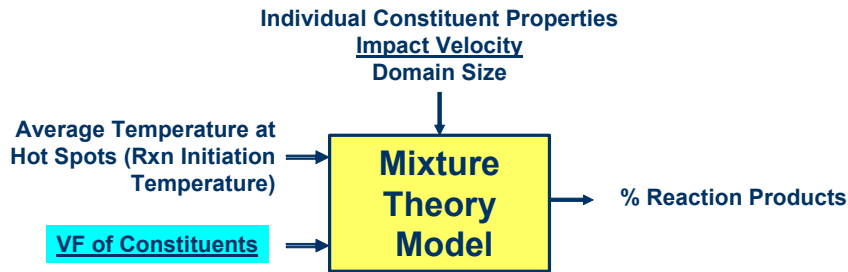 Individual Constituent Properties
Impact Velocity
Domain Size
Average Temperature at
Hot Spots (Rxn Initiation
Temperature)
VF of Constituents
Mixture
Theory
Model
% Reaction Products